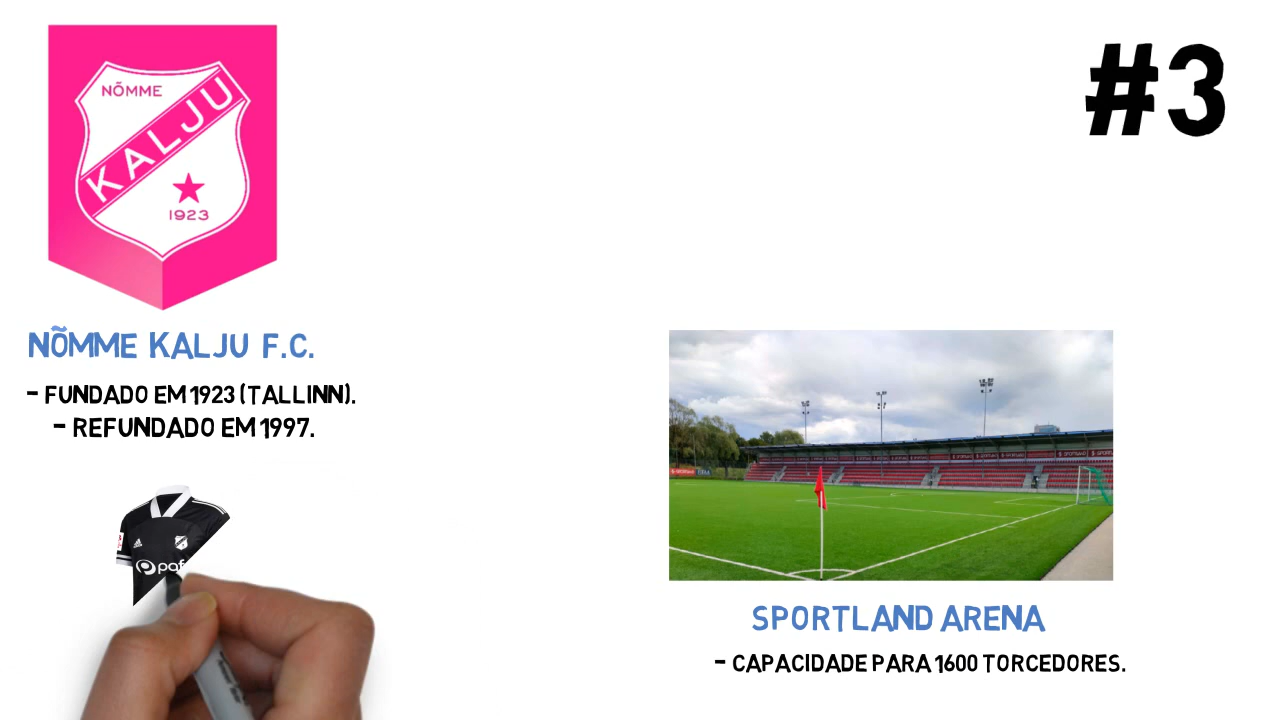 NÕMME
KALJU
1923
#3
NÕMME KALJU F.C.
- FUNDADO EM 1923 (TALLINN).
- REFUNDADO EM 1997.
SPORTLAND ARENA
- CAPACIDADE PARA 1600 TORCEDORES.